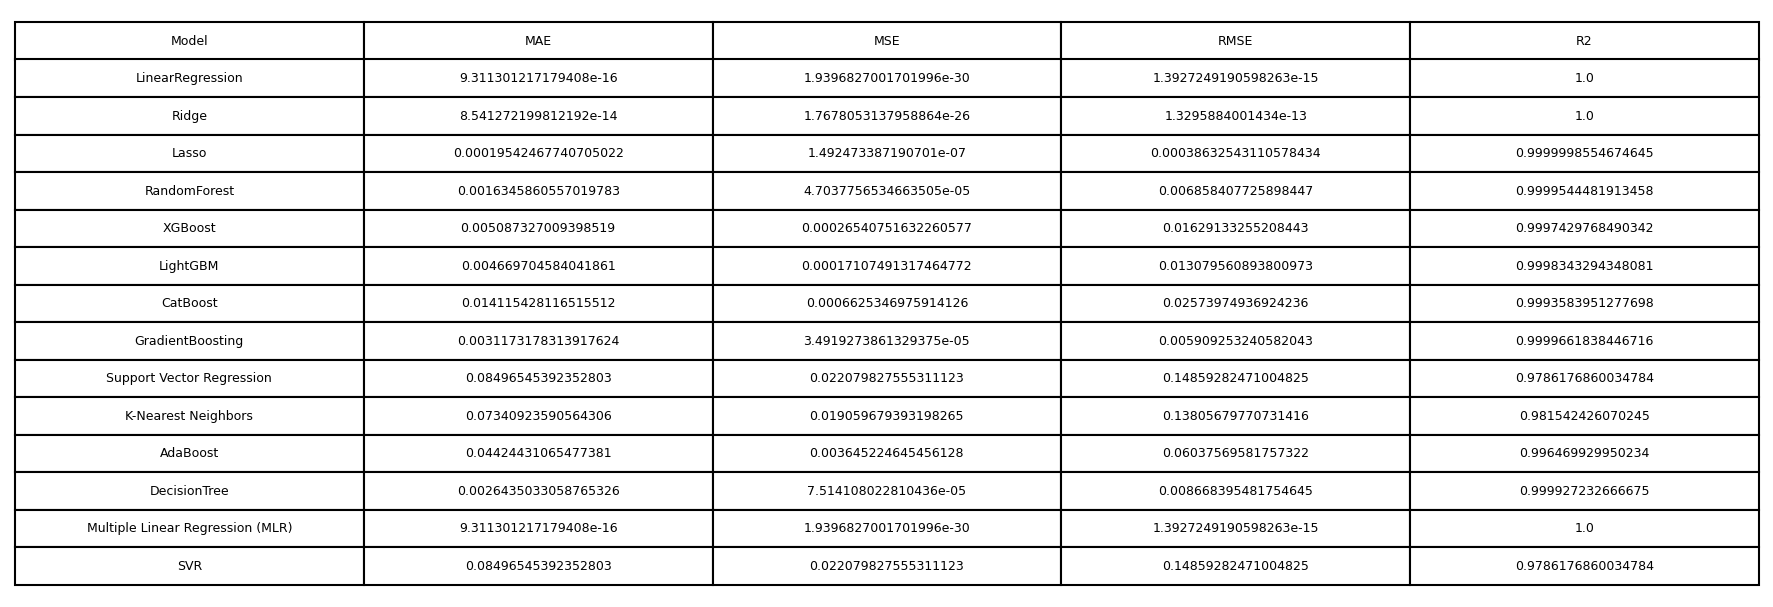 Model MAE MSE RMSE R2
LinearRegression 9.311301217179408e-16 1.9396827001701996e-30 1.3927249190598263e-15 1.0
Ridge 8.541272199812192e-14 1.7678053137958864e-26 1.3295884001434e-13 1.0
Lasso 0.00019542467740705022 1.492473387190701e-07 0.00038632543110578434 0.9999998554674645
RandomForest 0.0016345860557019783 4.7037756534663505e-05 0.006858407725898447 0.9999544481913458
XGBoost 0.005087327009398519 0.00026540751632260577 0.01629133255208443 0.9997429768490342
LightGBM 0.004669704584041861 0.00017107491317464772 0.013079560893800973 0.9998343294348081
CatBoost 0.014115428116515512 0.0006625346975914126 0.02573974936924236 0.9993583951277698
GradientBoosting 0.0031173178313917624 3.4919273861329375e-05 0.005909253240582043 0.9999661838446716
Support Vector Regression 0.08496545392352803 0.022079827555311123 0.14859282471004825 0.9786176860034784
K-Nearest Neighbors 0.07340923590564306 0.019059679393198265 0.13805679770731416 0.981542426070245
AdaBoost 0.04424431065477381 0.003645224645456128 0.06037569581757322 0.996469929950234
DecisionTree 0.0026435033058765326 7.514108022810436e-05 0.008668395481754645 0.999927232666675
Multiple Linear Regression (MLR) 9.311301217179408e-16 1.9396827001701996e-30 1.3927249190598263e-15 1.0
SVR 0.08496545392352803 0.022079827555311123 0.14859282471004825 0.9786176860034784